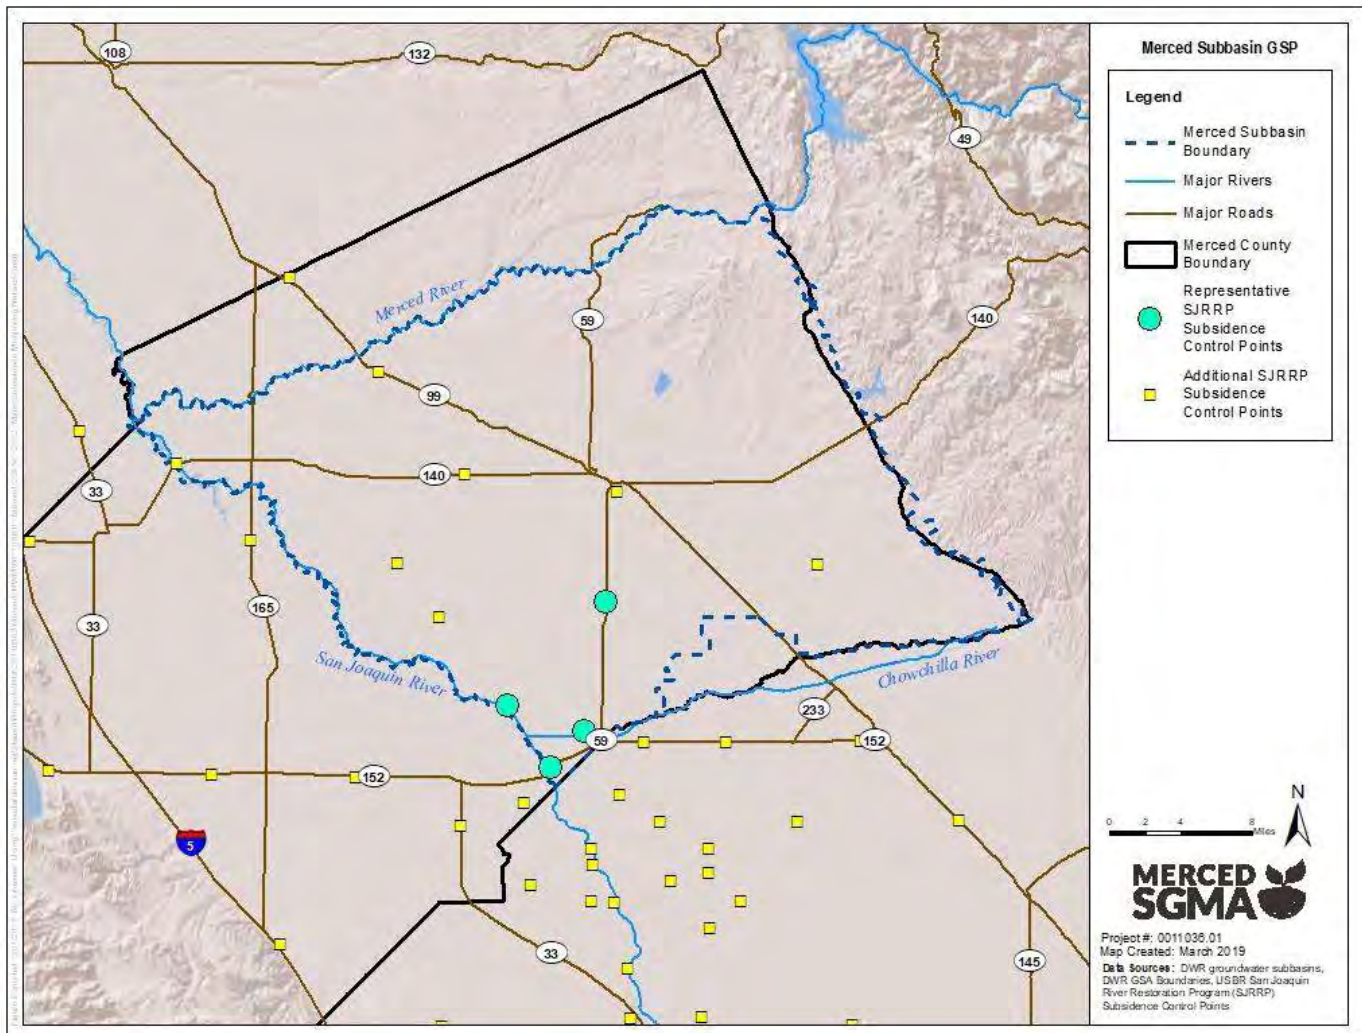 Merced Subbasin GSP
Legend
Merced Subbasin
Boundary
Major Rivers
Major Roads
Merced County
Boundary
Representative
SJRRP
Subsidence
Control Points
Additional SJRRP
Subsidence
Control Points
108
132
49
Merced River
59
140
99
140
33
165
33
San Joaquin River
Chowchilla River
233
59
152
152
5
33
145
N
0 2 4 8
Miles
MERCED
SGMA
Project #: 0011036.01
Map Created: March 2019
Data Sources: DWR groundwater subbasins,
DWR GSA Boundaries, USBR San Joaquin
River Restoration Program (SJRRP)
Subsidence Control Points